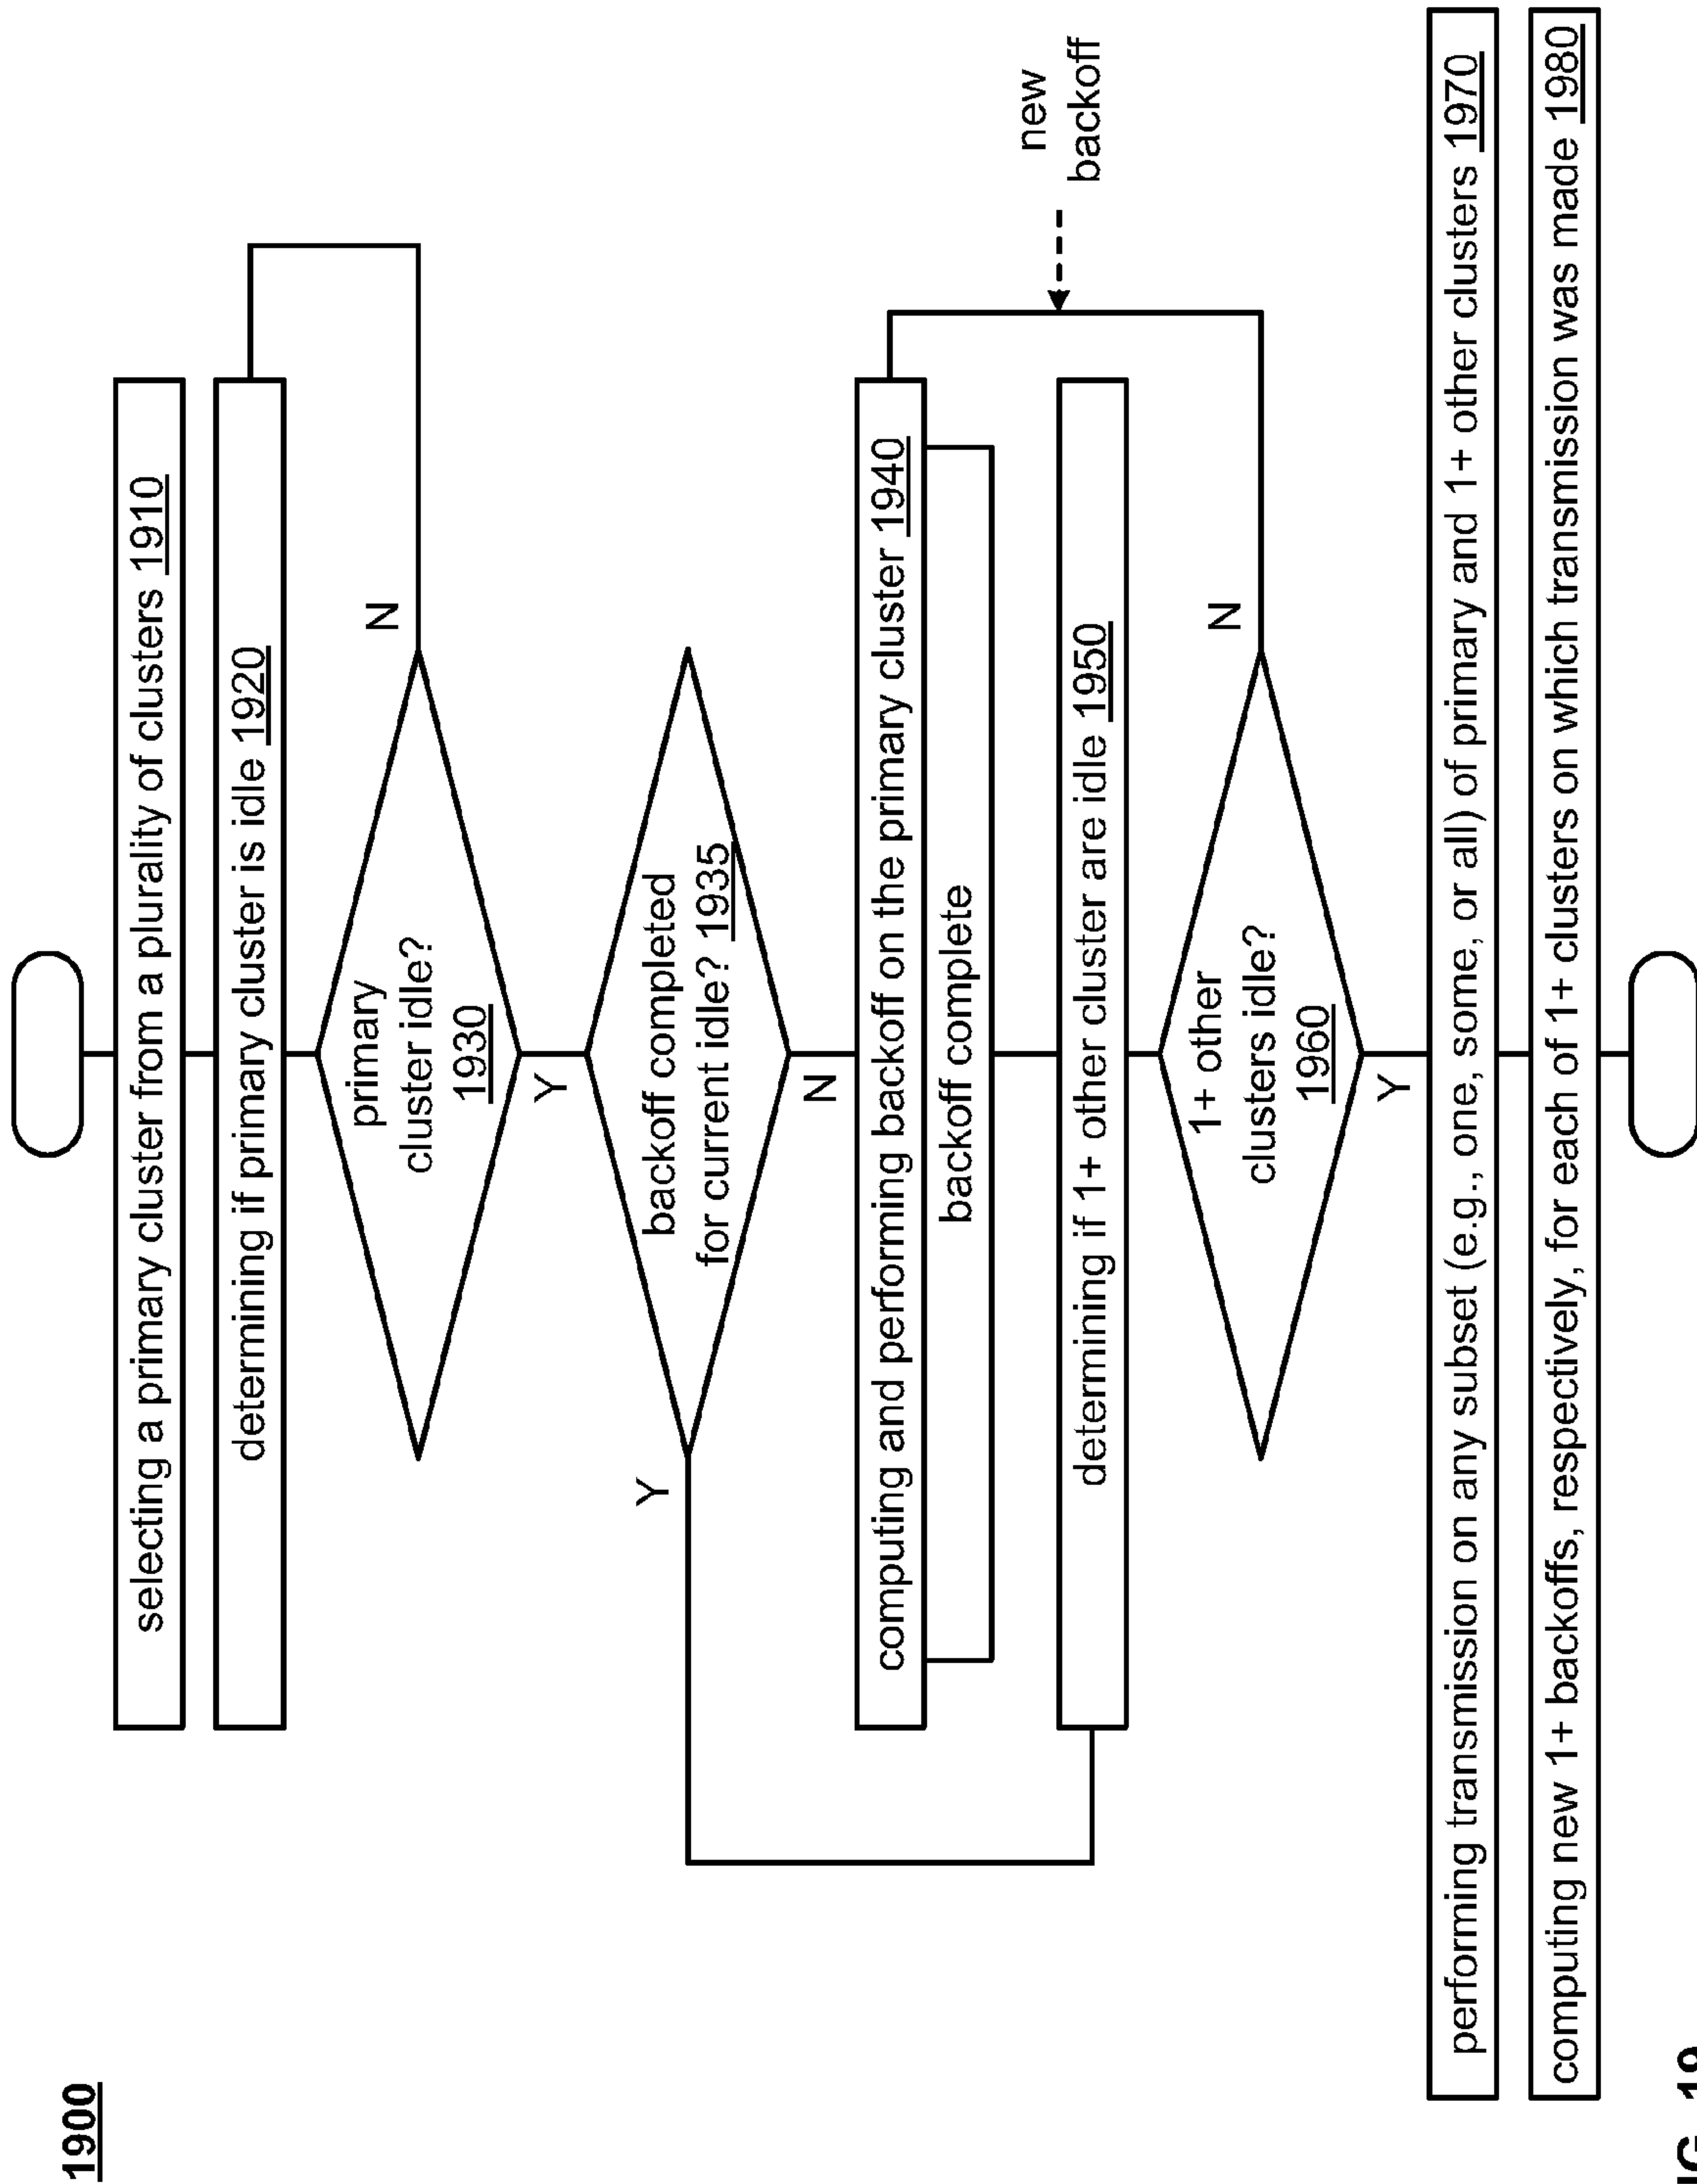 1900
selecting a primary cluster from a plurality of clusters 1910
determining if primary cluster is idle 1920
primary
cluster idle?
1930
N
Y
backoff completed
for current idle? 1935
Y
N
computing and performing backoff on the primary cluster 1940
backoff complete
new
backoff
determining if 1+ other cluster are idle 1950
1+ other
clusters idle?
1960
N
Y
performing transmission on any subset (e.g., one, some, or all) of primary and 1+ other clusters 1970
computing new 1+ backoffs, respectively, for each of 1+ clusters on which transmission was made 1980